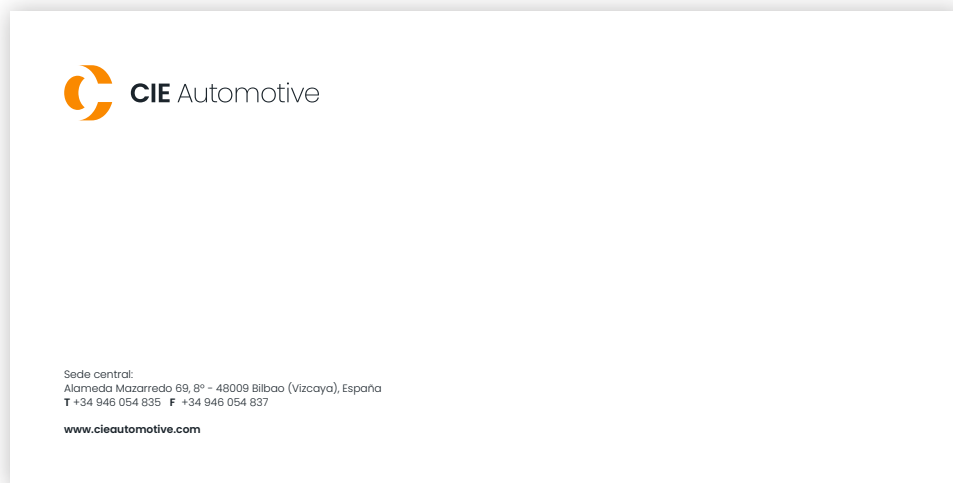 CIE Automotive
Sede central:
Alameda Mazarredo 69, 8º - 48009 Bilbao (Vizcaya), España
T +34 946 054 835 F +34 946 054 837
www.cieautomotive.com